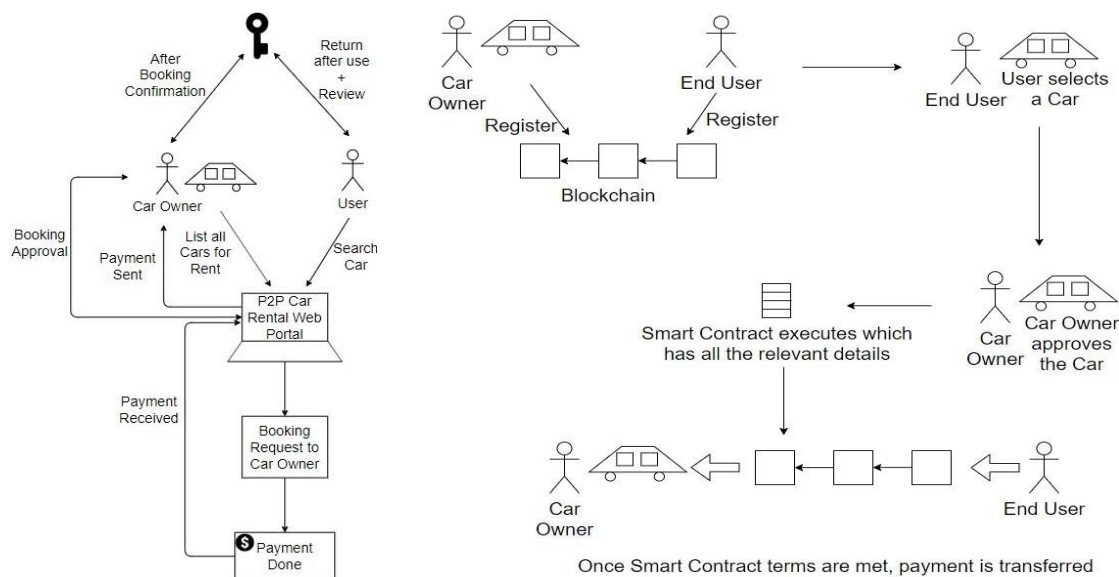 After
Booking
Confirmation
Return
after use
+
Review
Car Owner
User
Booking
Approval
Payment
Sent
List all
Cars for
Rent
Search
Car
P2P Car
Rental Web
Portal
Payment
Received
Booking
Request to
Car Owner
$
Payment
Done
Car
Owner
End User
Register
Register
Blockchain
End User
User selects
a Car
Car
Owner
Car Owner
approves
the Car
Smart Contract executes which
has all the relevant details
Car
Owner
End User
Once Smart Contract terms are met, payment is transferred